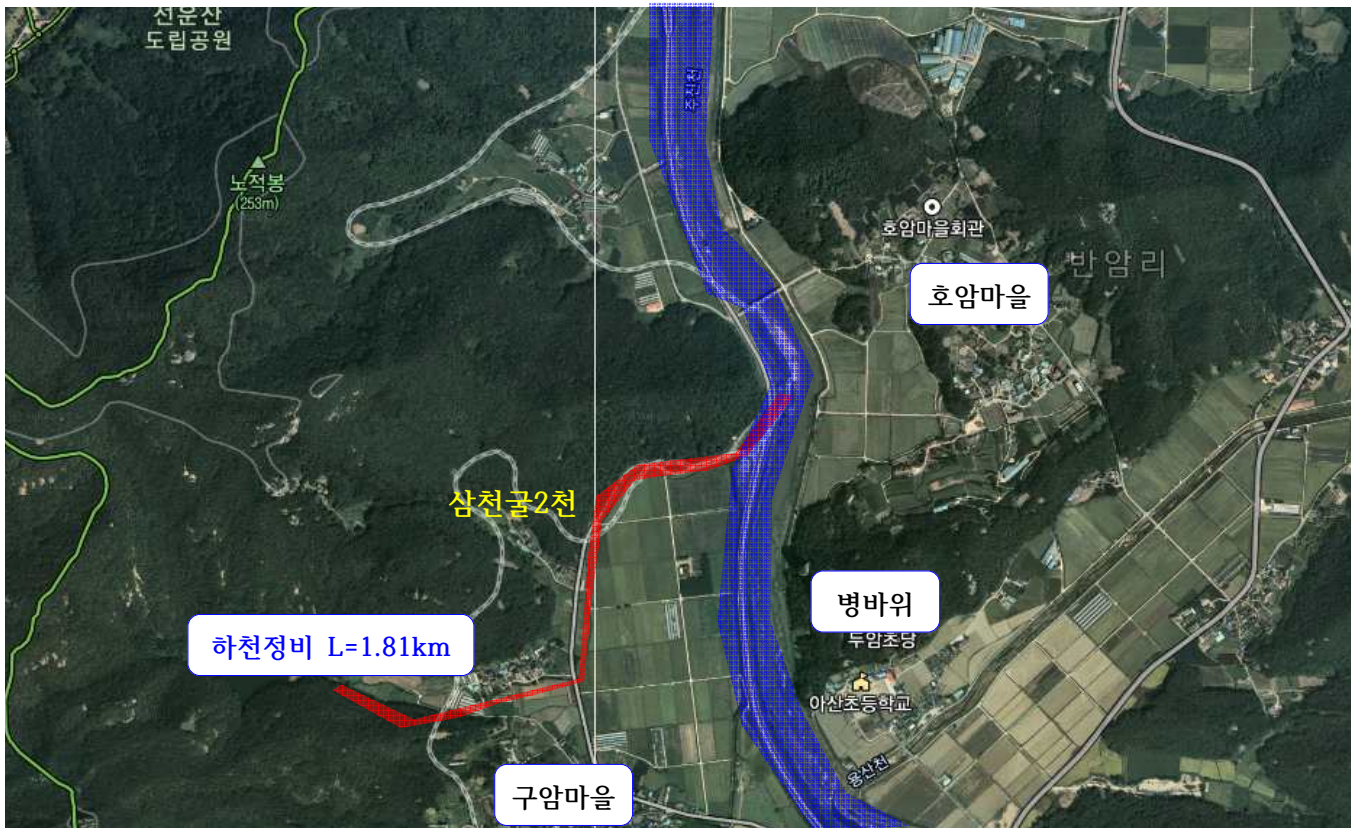 선운산
도립공원
주진천
노적봉
(253m)
호암마을회관
반암리
호암마을
삼천굴2천
병바위
두암초당
하천정비 L=1.81km
아산초등학교
용산천
구암마을